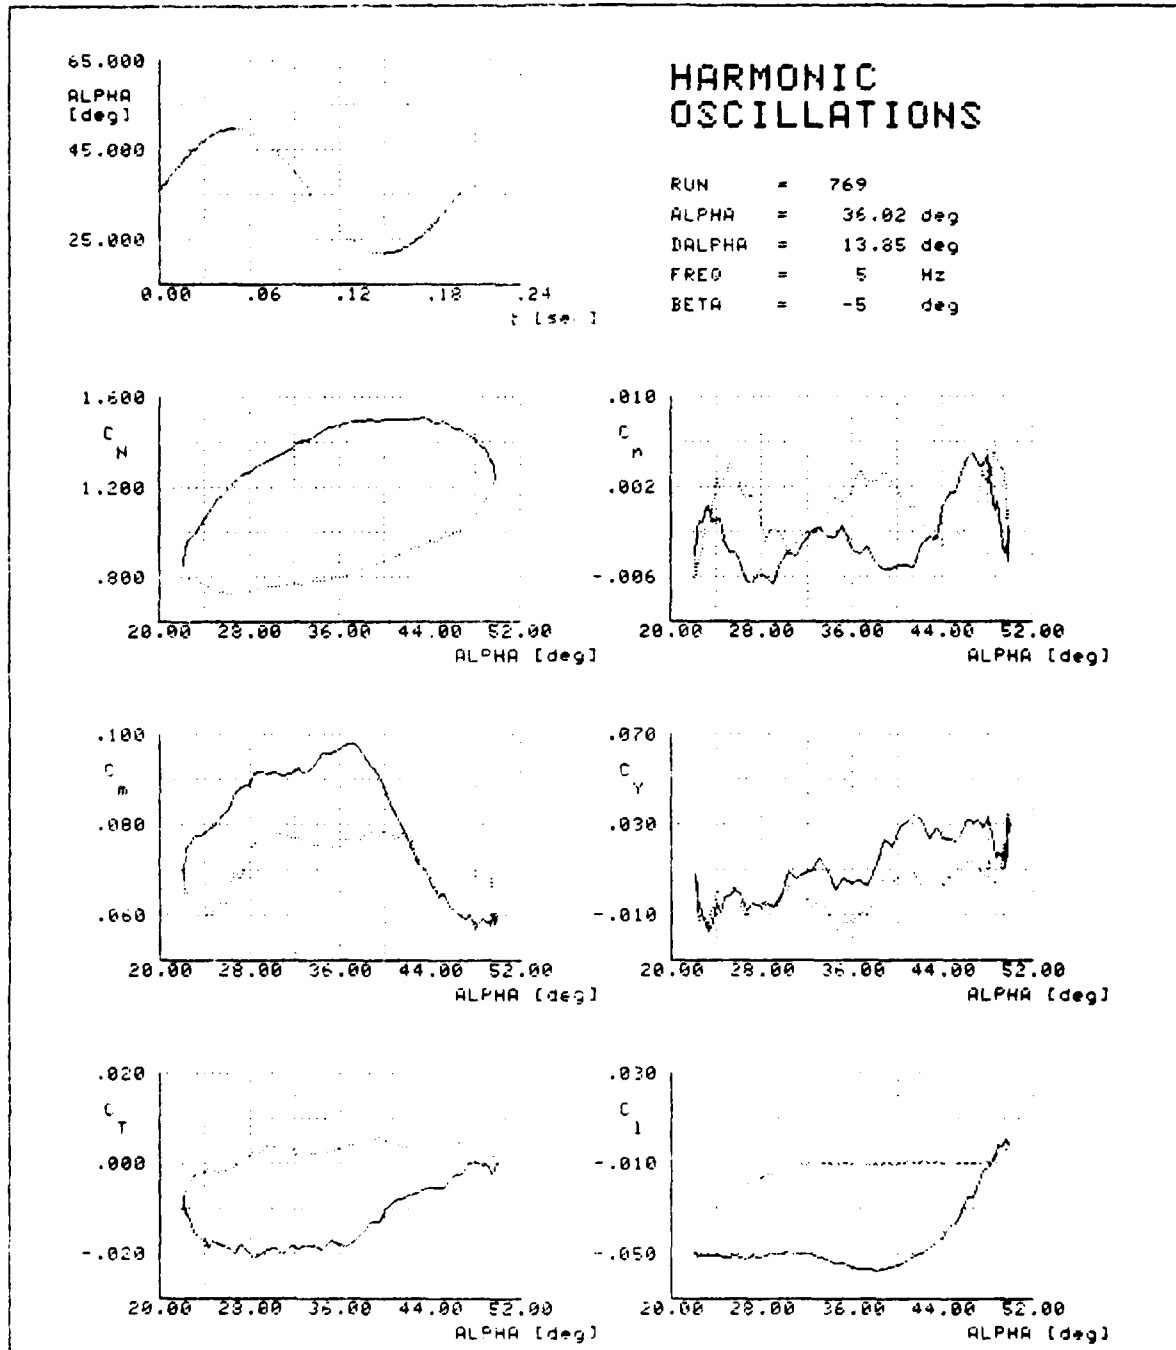 HARMONIC
OSCILLATIONS
RUN = 769
ALPHA = 36.02 deg
DALPHA = 13.85 deg
FREQ = 5 Hz
BETA = -5 deg
65.000
ALPHA
[deg]
45.000
25.000
0.00 .06 .12 .18 .24
t [sec]
1.600
C N
1.200
.800
20.00 28.00 36.00 44.00 52.00
ALPHA [deg]
.010
C n
.002
-.006
20.00 28.00 36.00 44.00 52.00
ALPHA [deg]
.100
C m
.080
.060
20.00 28.00 36.00 44.00 52.00
ALPHA [deg]
.070
C Y
.030
-.010
20.00 28.00 36.00 44.00 52.00
ALPHA [deg]
.020
C T
.000
-.020
20.00 28.00 36.00 44.00 52.00
ALPHA [deg]
.030
C l
-.010
-.050
20.00 28.00 36.00 44.00 52.00
ALPHA [deg]